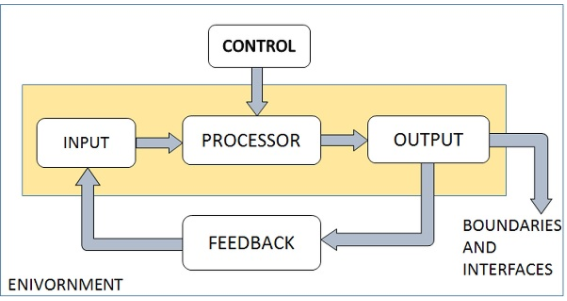 CONTROL
INPUT
PROCESSOR
OUTPUT
FEEDBACK
BOUNDARIES
AND
INTERFACES
ENIVORNMENT